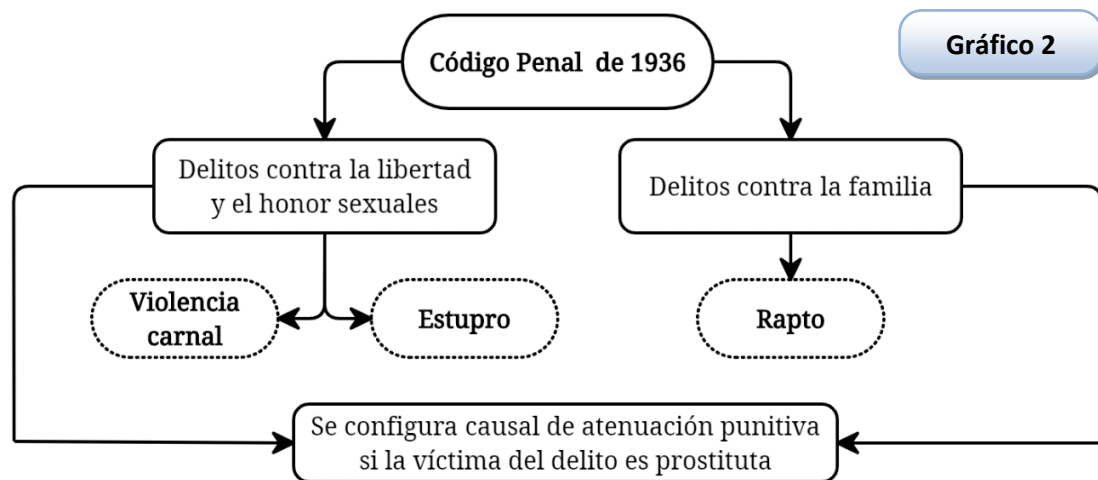 Código Penal de 1936
Gráfico 2
Delitos contra la libertad
y el honor sexuales
Delitos contra la familia
Violencia
carnal
Estupro
Rapto
Se configura causal de atenuación punitiva
si la víctima del delito es prostituta